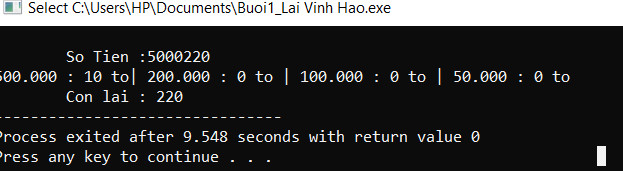 Select C:\Users\HP\Documents\Buoi1_Lai Vinh Hao.exe
So Tien :5000220
500.000 : 10 to| 200.000 : 0 to | 100.000 : 0 to | 50.000 : 0 to
Con lai : 220
--------------------------------
Process exited after 9.548 seconds with return value 0
Press any key to continue . . .